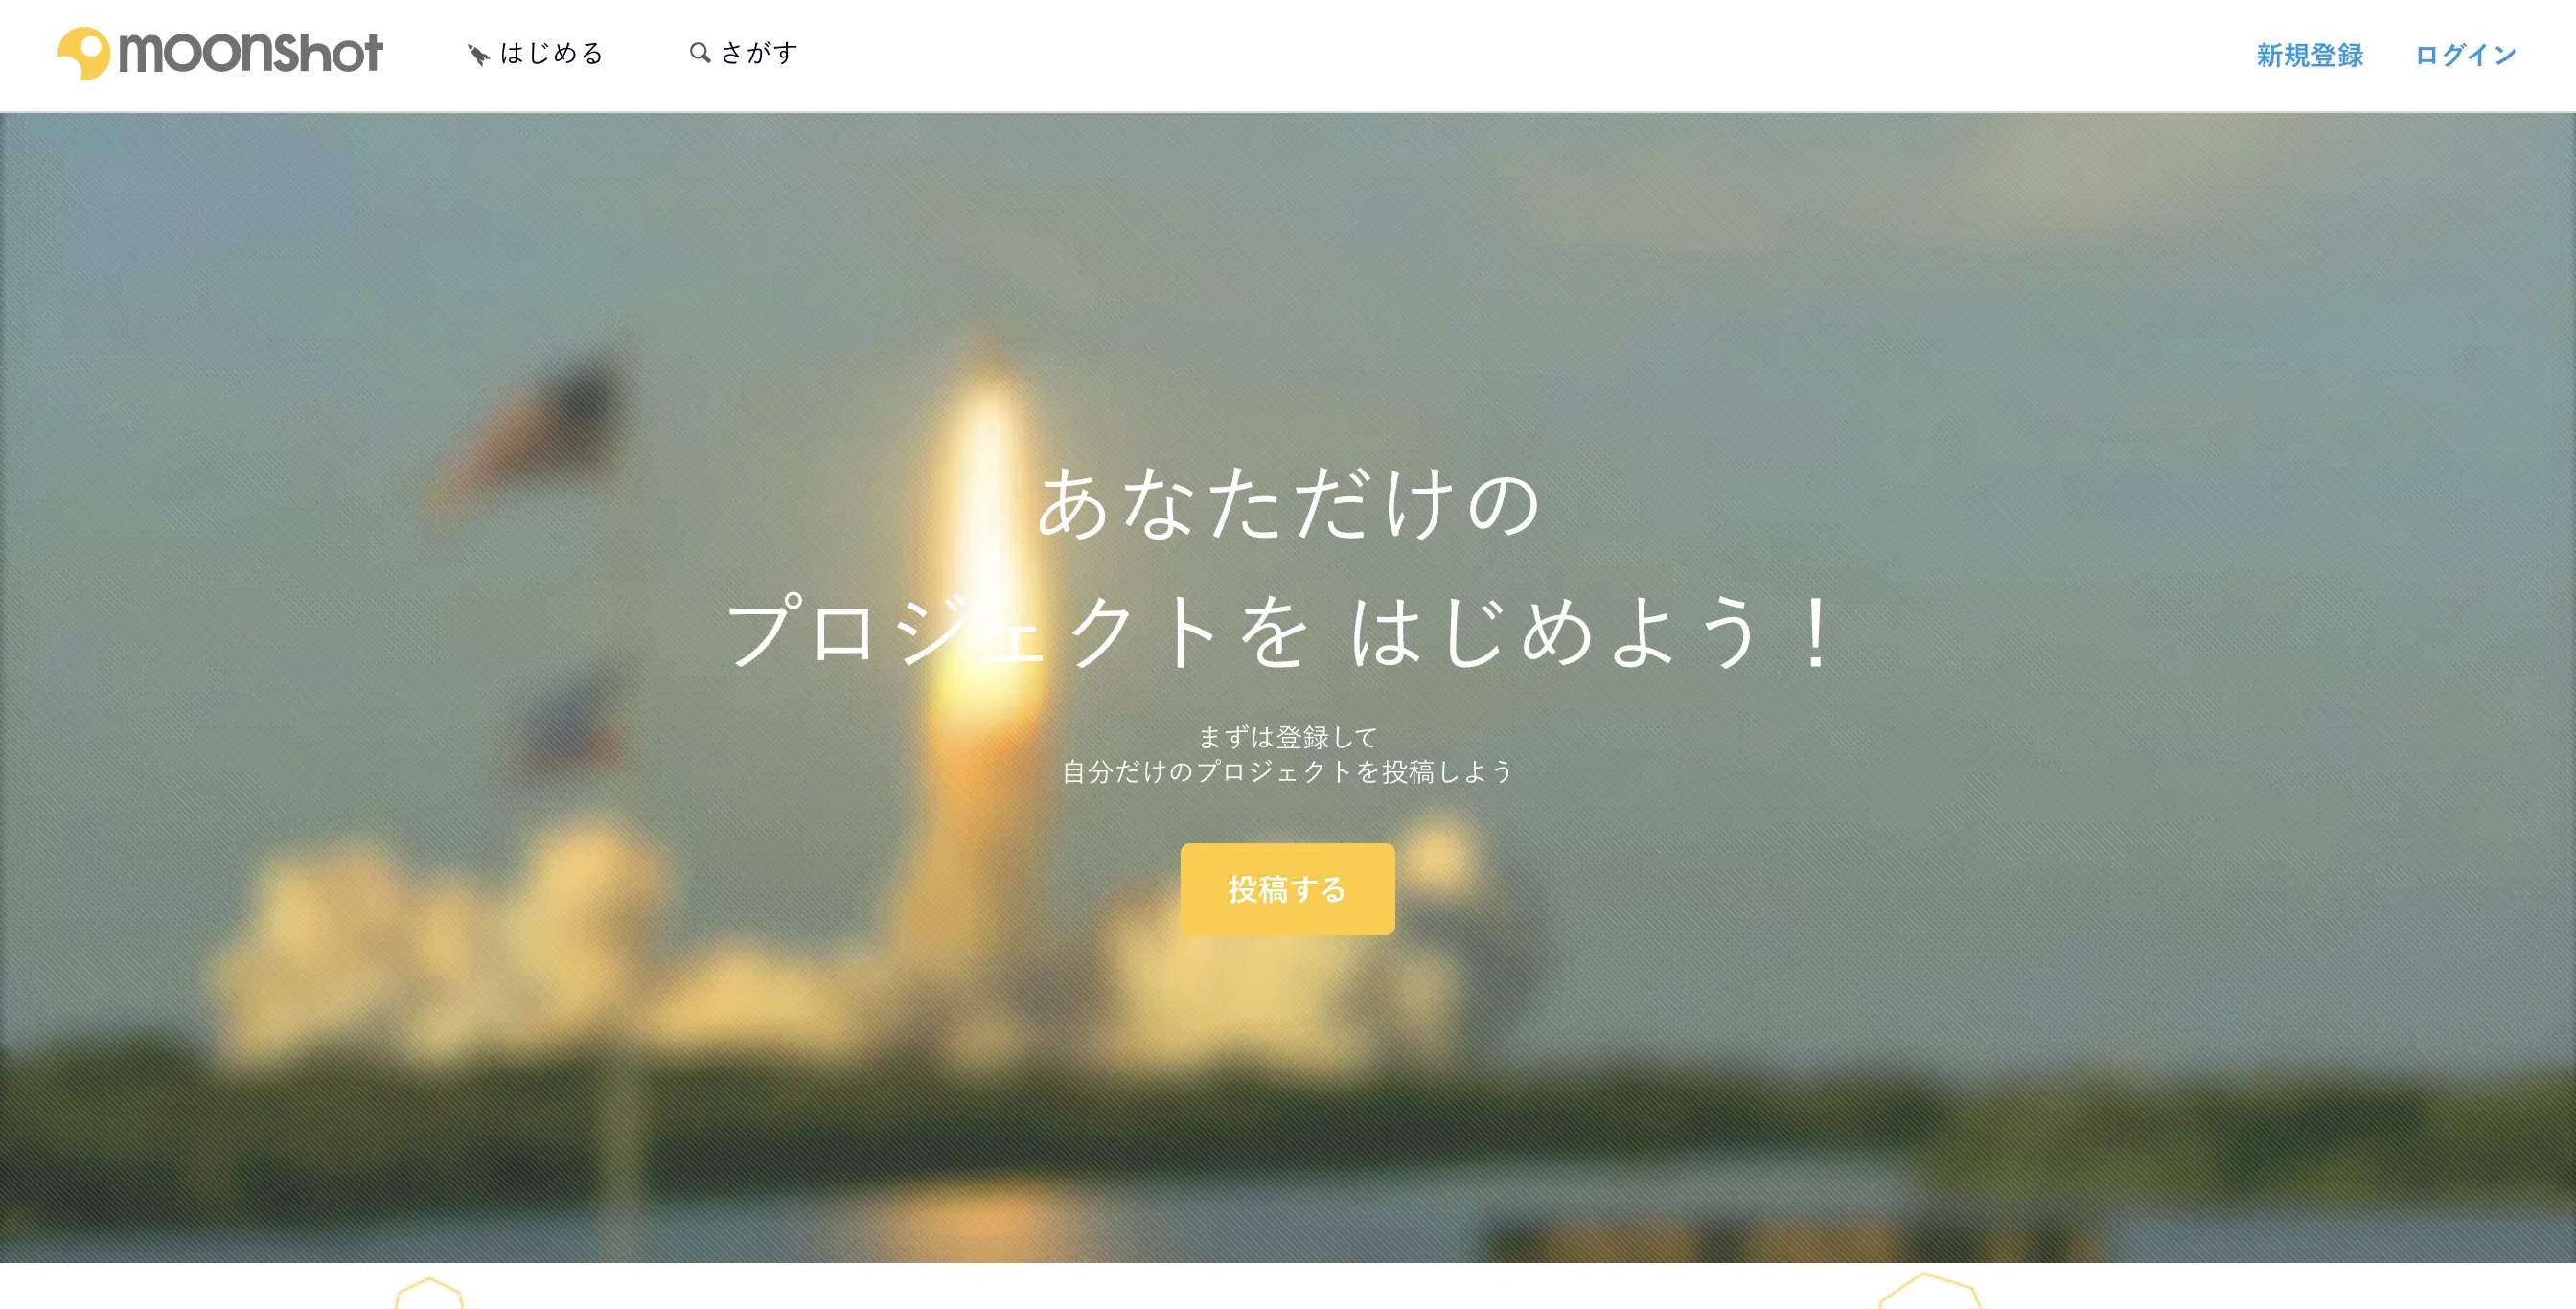 moonshot
はじめる
さがす
新規登録
ログイン
あなただけの
プロジェクトを はじめよう！
まずは登録して
自分だけのプロジェクトを投稿しよう
投稿する